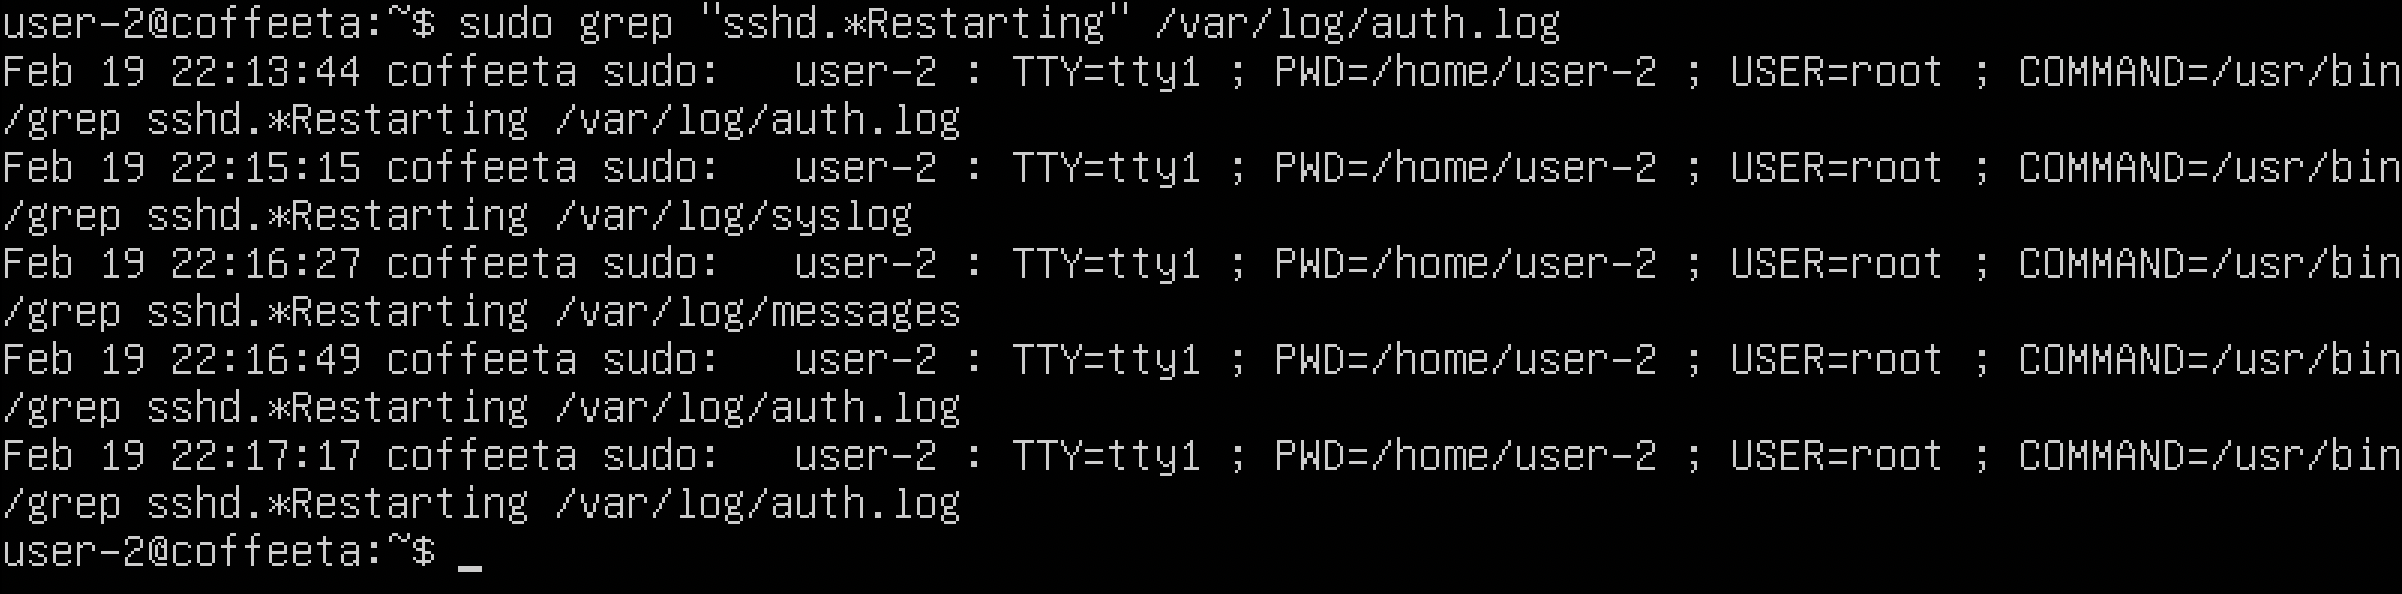 user-2@coffeeta:~$ sudo grep "sshd.*Restarting" /var/log/auth.log
Feb 19 22:13:44 coffeeta sudo:   user-2 : TTY=tty1 ; PWD=/home/user-2 ; USER=root ; COMMAND=/usr/bin
/grep sshd.*Restarting /var/log/auth.log
Feb 19 22:15:15 coffeeta sudo:   user-2 : TTY=tty1 ; PWD=/home/user-2 ; USER=root ; COMMAND=/usr/bin
/grep sshd.*Restarting /var/log/syslog
Feb 19 22:16:27 coffeeta sudo:   user-2 : TTY=tty1 ; PWD=/home/user-2 ; USER=root ; COMMAND=/usr/bin
/grep sshd.*Restarting /var/log/messages
Feb 19 22:16:49 coffeeta sudo:   user-2 : TTY=tty1 ; PWD=/home/user-2 ; USER=root ; COMMAND=/usr/bin
/grep sshd.*Restarting /var/log/auth.log
Feb 19 22:17:17 coffeeta sudo:   user-2 : TTY=tty1 ; PWD=/home/user-2 ; USER=root ; COMMAND=/usr/bin
/grep sshd.*Restarting /var/log/auth.log
user-2@coffeeta:~$ _